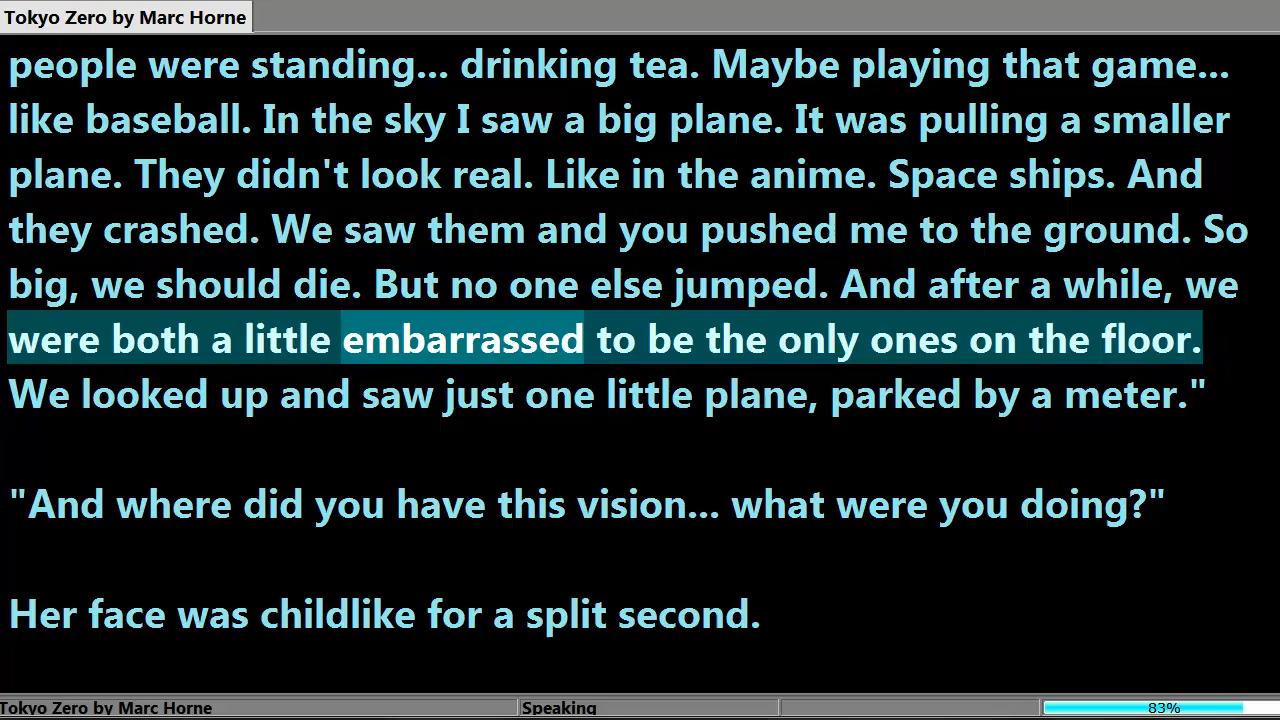 Tokyo Zero by Marc Horne
people were standing... drinking tea. Maybe playing that game...
like baseball. In the sky I saw a big plane. It was pulling a smaller
plane. They didn't look real. Like in the anime. Space ships. And
they crashed. We saw them and you pushed me to the ground. So
big, we should die. But no one else jumped. And after a while, we
were both a little embarrassed to be the only ones on the floor.
We looked up and saw just one little plane, parked by a meter."
"And where did you have this vision... what were you doing?"
Her face was childlike for a split second.
Tokyo Zero by Marc Horne Speaking 83%